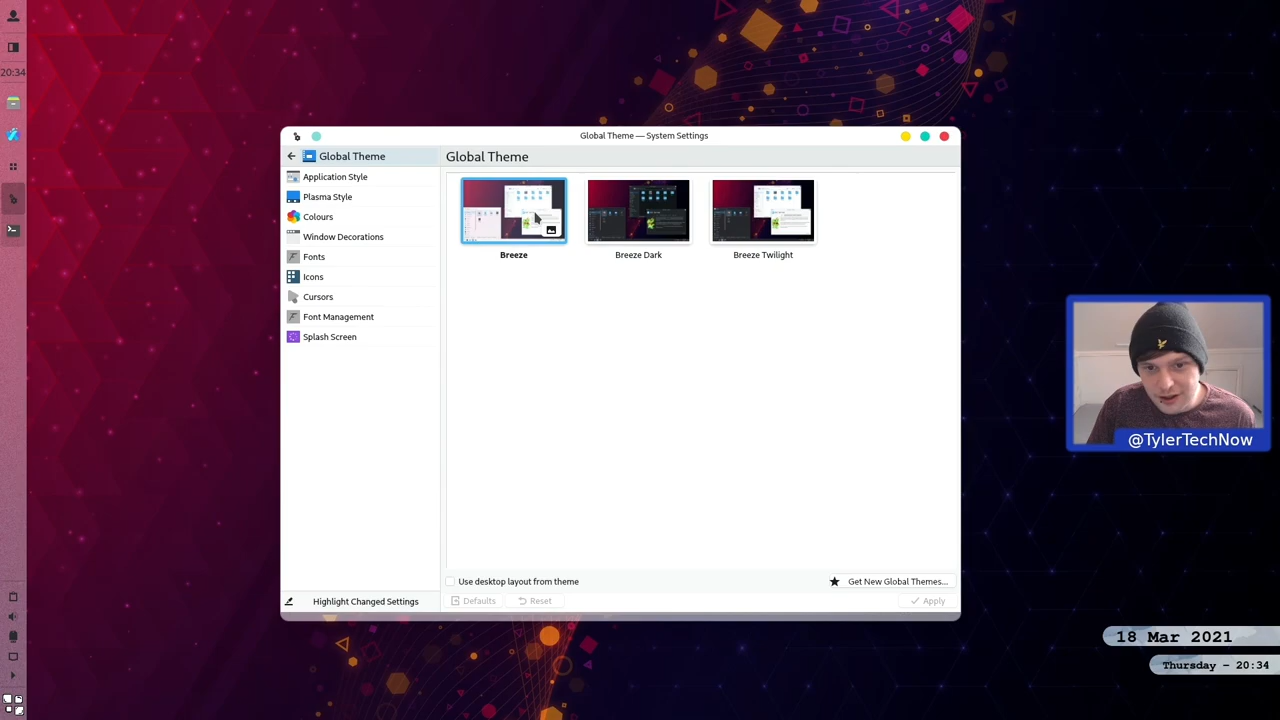 20:34
Global Theme — System Settings
Global Theme
Application Style
Plasma Style
Colours
Window Decorations
Fonts
Icons
Cursors
Font Management
Splash Screen
Highlight Changed Settings
Global Theme
Breeze
Breeze Dark
Breeze Twilight
Use desktop layout from theme
Get New Global Themes...
Defaults
Reset
Apply
@TylerTechNow
18 Mar 2021
Thursday - 20:34